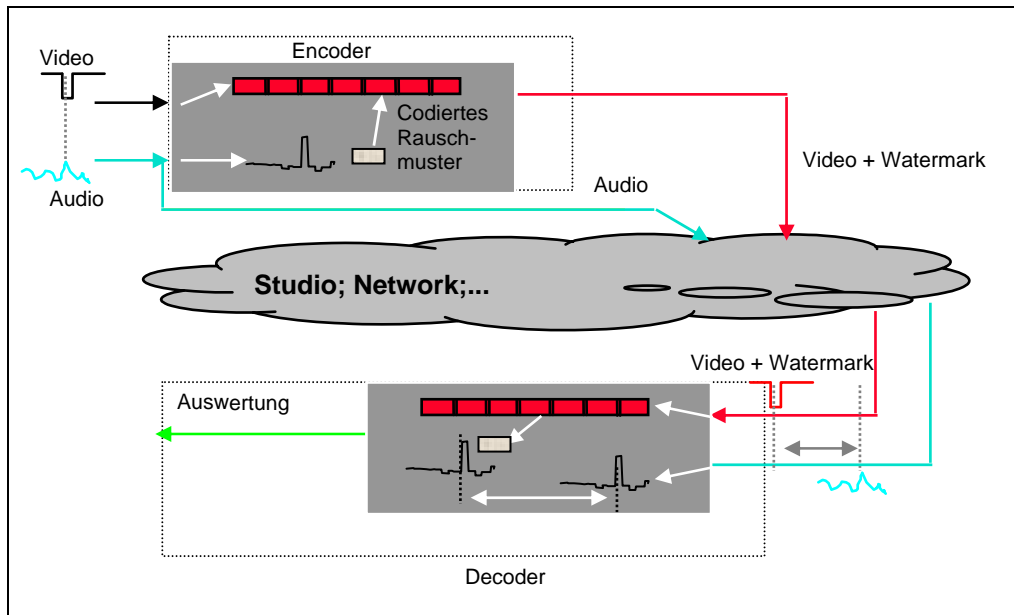 Encoder
Video
Codiertes
Rausch-
muster
Video + Watermark
Audio
Audio
Studio; Network;...
Video + Watermark
Auswertung
Decoder